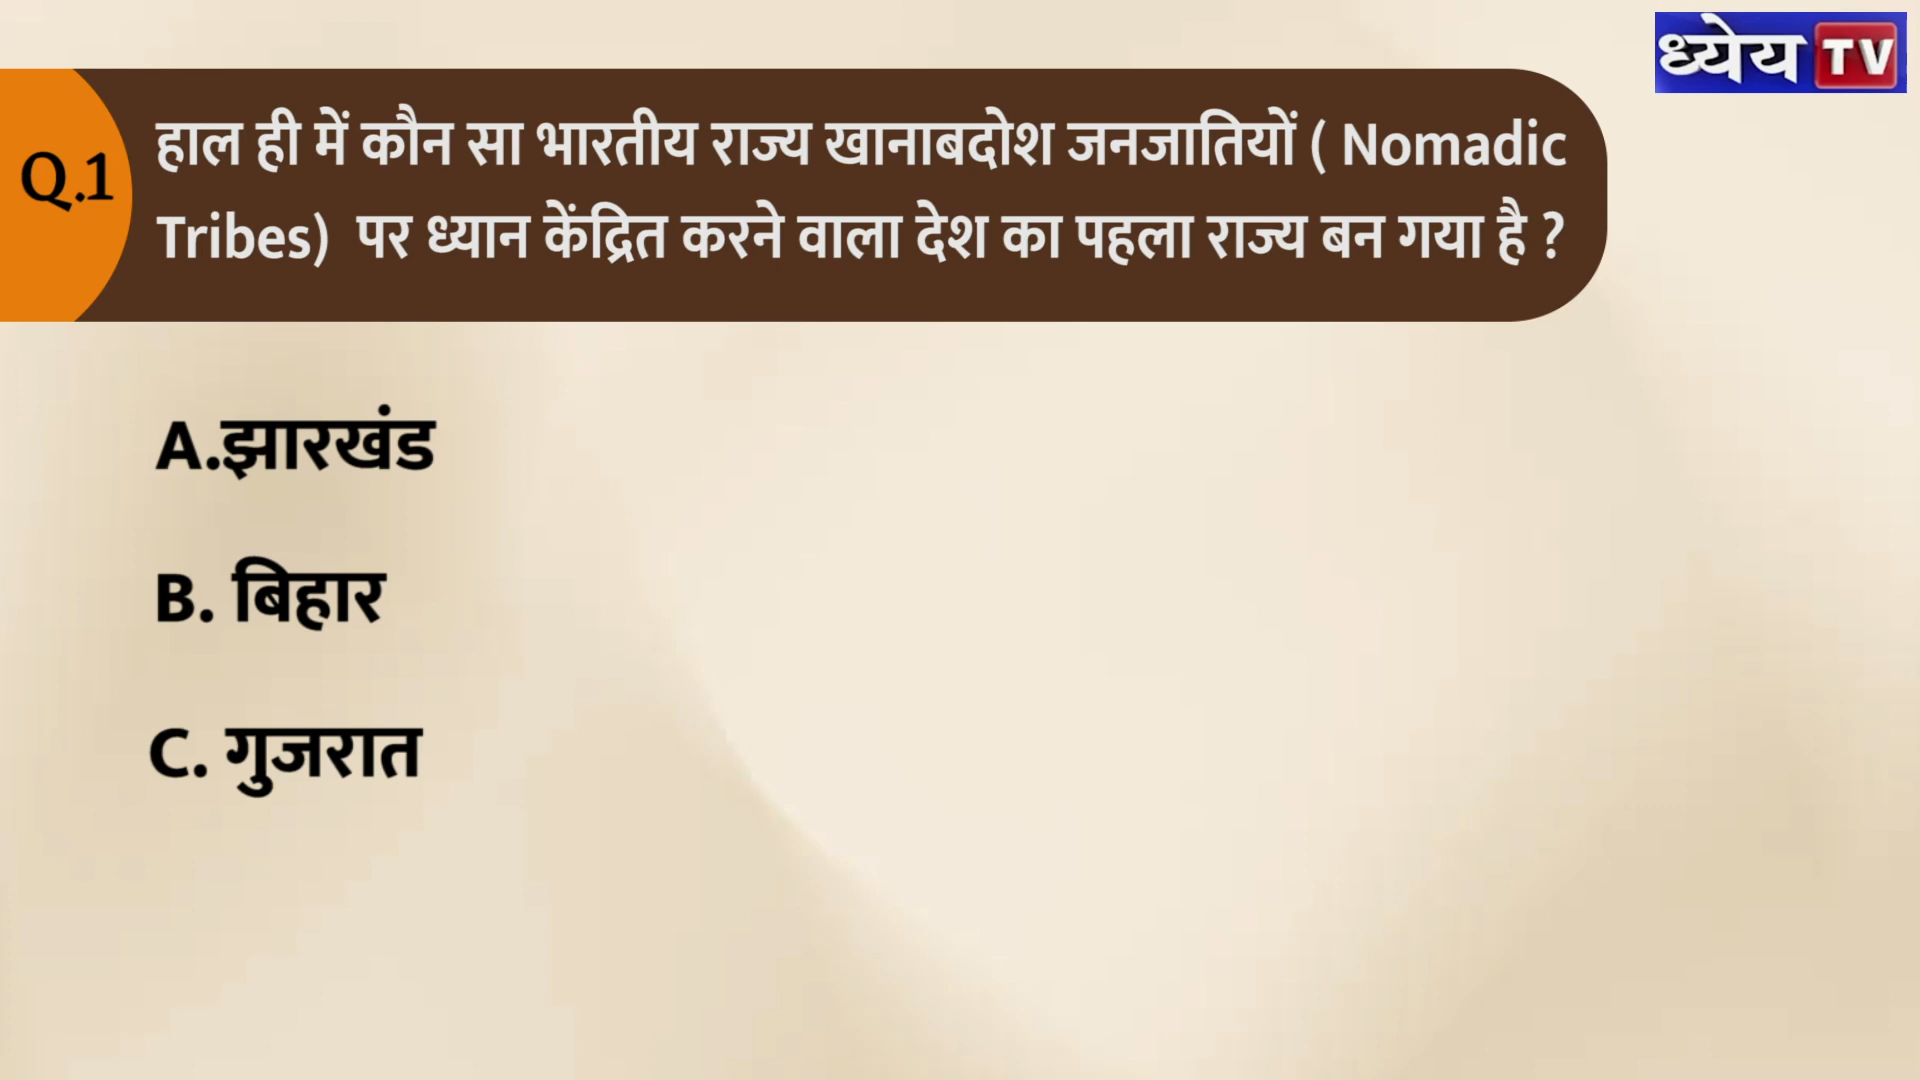 ध्येय TV
Q.1
हाल ही में कौन सा भारतीय राज्य खानाबदोश जनजातियों ( Nomadic
Tribes) पर ध्यान केंद्रित करने वाला देश का पहला राज्य बन गया है ?
A.झारखंड
B. बिहार
C. गुजरात